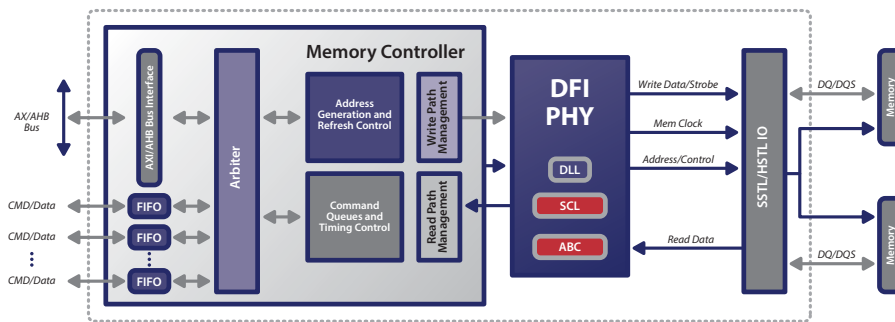 Memory Controller
AX/AHB
Bus
AXI/AHB Bus Interface
Arbiter
Address
Generation and
Refresh Control
Write Path
Management
Command
Queues and
Timing Control
Read Path
Management
CMD/Data
FIFO
CMD/Data
FIFO
CMD/Data
FIFO
DFI
PHY
DLL
SCL
ABC
Write Data/Strobe
Mem Clock
Address/Control
Read Data
SSTL/HSTL IO
DQ/DQS
Memory
DQ/DQS
Memory